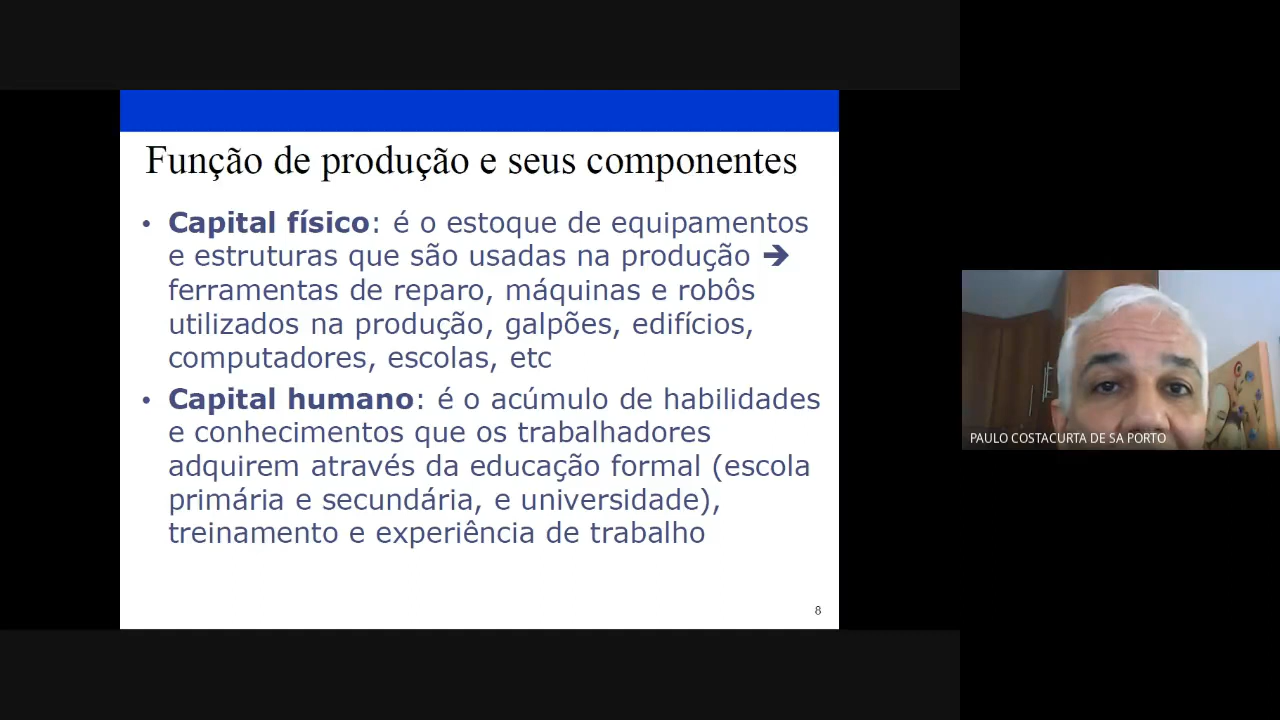 Função de produção e seus componentes
• Capital físico: é o estoque de equipamentos
e estruturas que são usadas na produção ➔
ferramentas de reparo, máquinas e robôs
utilizados na produção, galpões, edifícios,
computadores, escolas, etc
• Capital humano: é o acúmulo de habilidades
e conhecimentos que os trabalhadores
adquirem através da educação formal (escola
primária e secundária, e universidade),
treinamento e experiência de trabalho
8
PAULO COSTACURTA DE SA PORTO